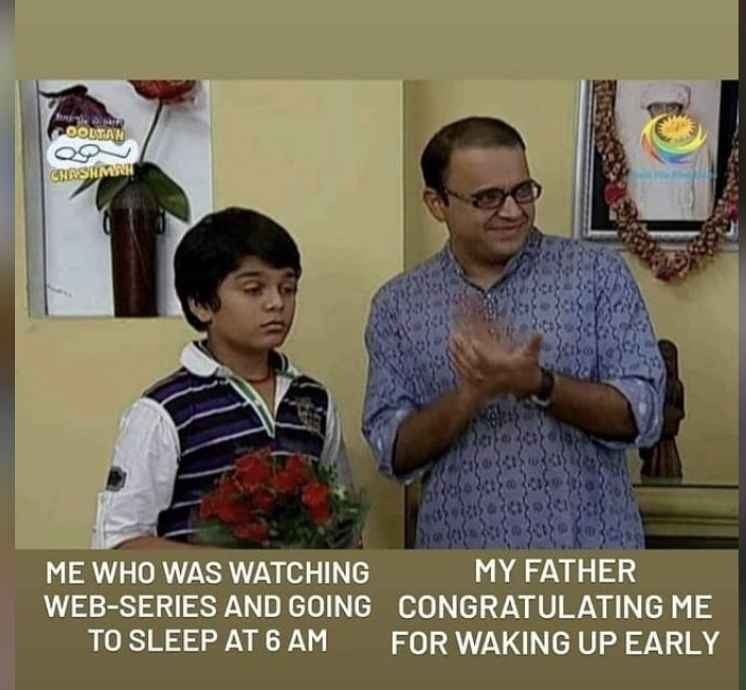 OOLTAH
CHASHMAH
ME WHO WAS WATCHING
WEB-SERIES AND GOING
TO SLEEP AT 6 AM
MY FATHER
CONGRATULATING ME
FOR WAKING UP EARLY